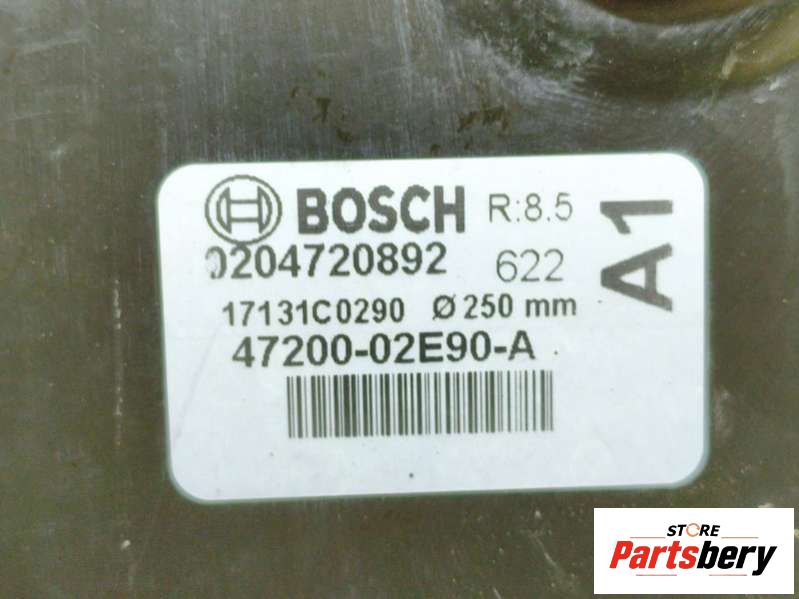 BOSCH R:8.5
0204720892 622
A1
17131C0290 Ø 250 mm
47200-02E90-A
STORE
Partsbery